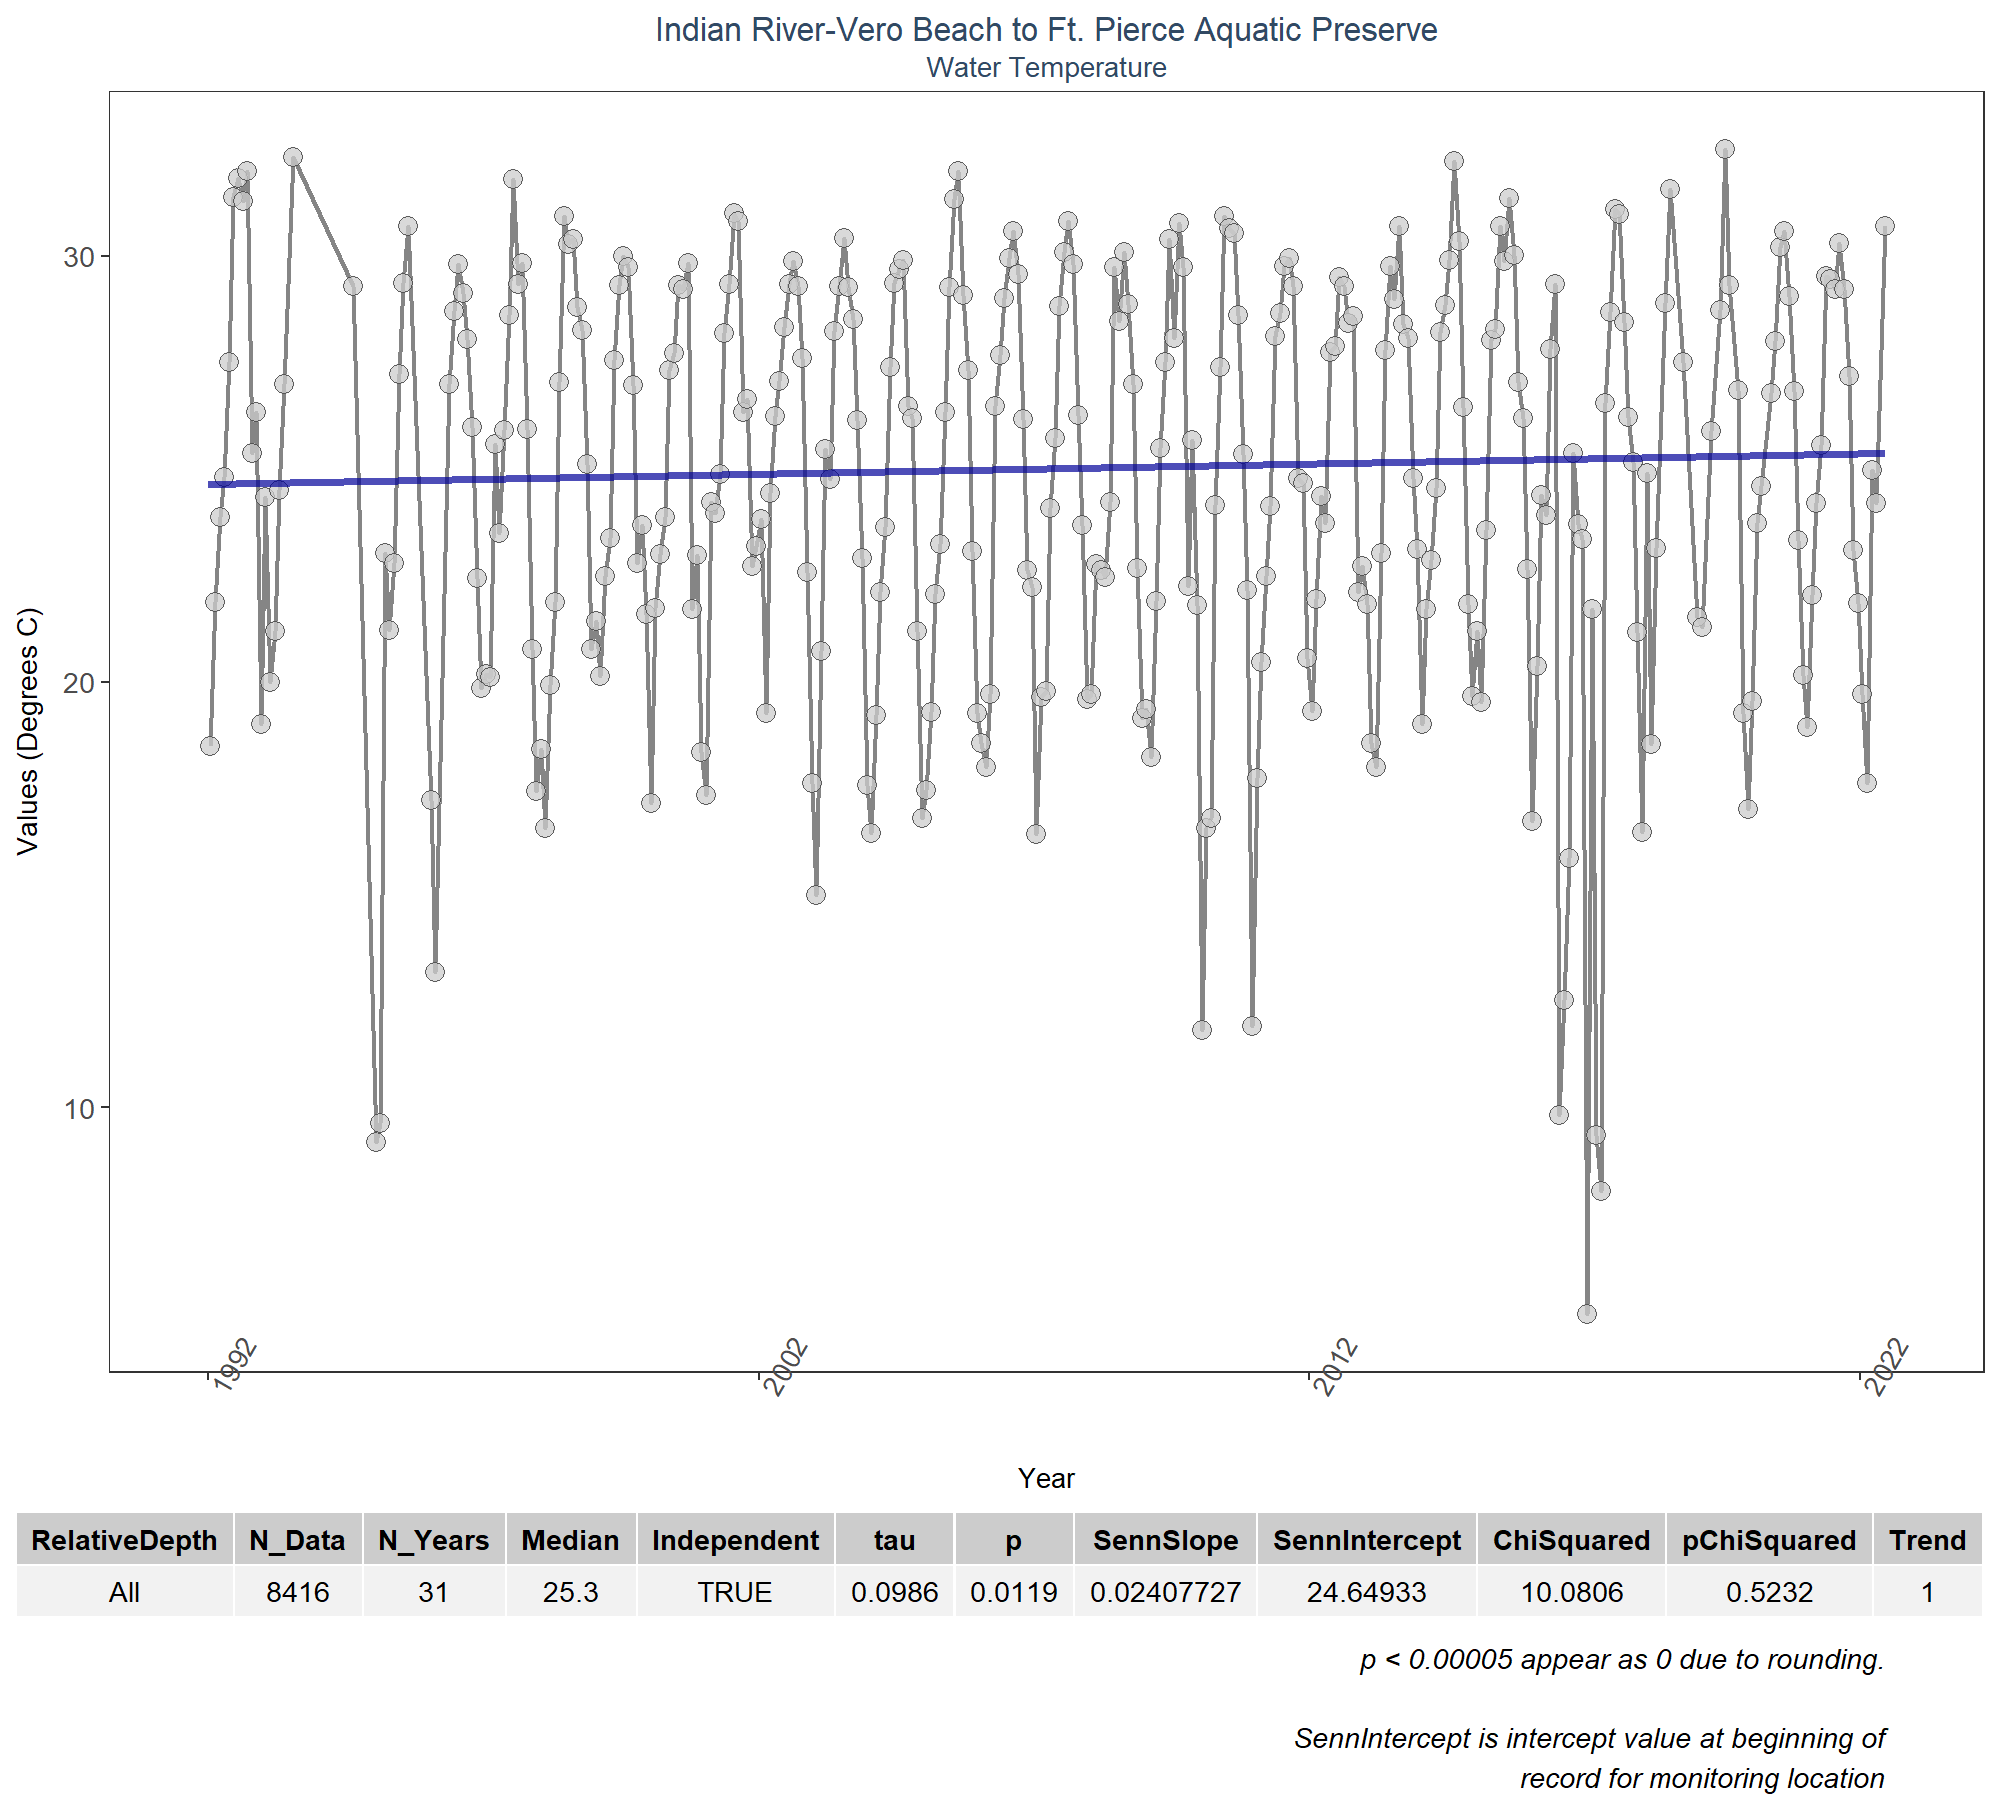 Indian River-Vero Beach to Ft. Pierce Aquatic Preserve
Water Temperature
Values (Degrees C)
30
20
10
1992
2002
2012
2022
Year
RelativeDepth N_Data N_Years Median Independent tau p SennSlope SennIntercept ChiSquared pChiSquared Trend
All 8416 31 25.3 TRUE 0.0986 0.0119 0.02407727 24.64933 10.0806 0.5232 1
p < 0.00005 appear as 0 due to rounding.
SennIntercept is intercept value at beginning of
record for monitoring location